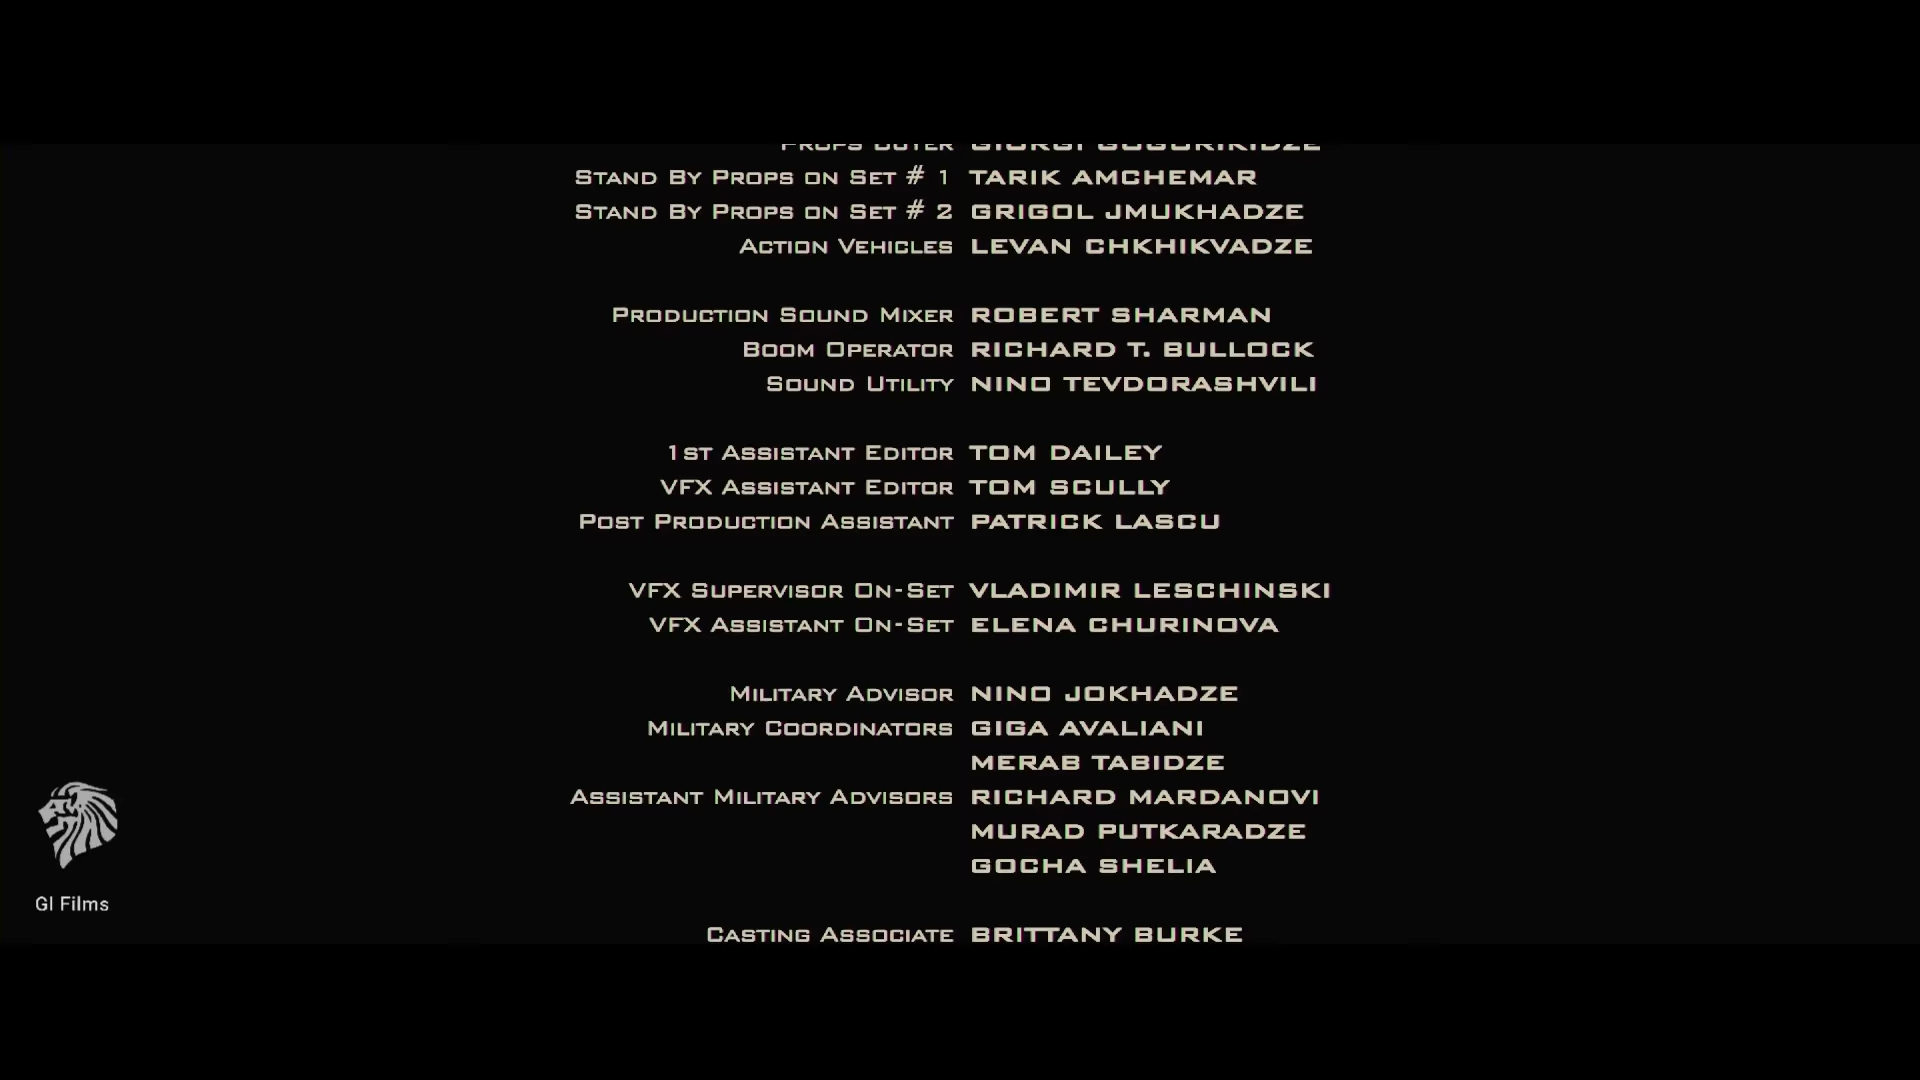 Props Buyer GIORGI GOGORIKIDZE
Stand By Props on Set # 1 TARIK AMCHEMAR
Stand By Props on Set # 2 GRIGOL JMUKHADZE
Action Vehicles LEVAN CHKHIKVADZE
Production Sound Mixer ROBERT SHARMAN
Boom Operator RICHARD T. BULLOCK
Sound Utility NINO TEVDORASHVILI
1st Assistant Editor TOM DAILEY
VFX Assistant Editor TOM SCULLY
Post Production Assistant PATRICK LASCU
VFX Supervisor On-Set VLADIMIR LESCHINSKI
VFX Assistant On-Set ELENA CHURINOVA
Military Advisor NINO JOKHADZE
Military Coordinators GIGA AVALIANI
MERAB TABIDZE
Assistant Military Advisors RICHARD MARDANOVI
MURAD PUTKARADZE
GOCHA SHELIA
Casting Associate BRITTANY BURKE
GI Films